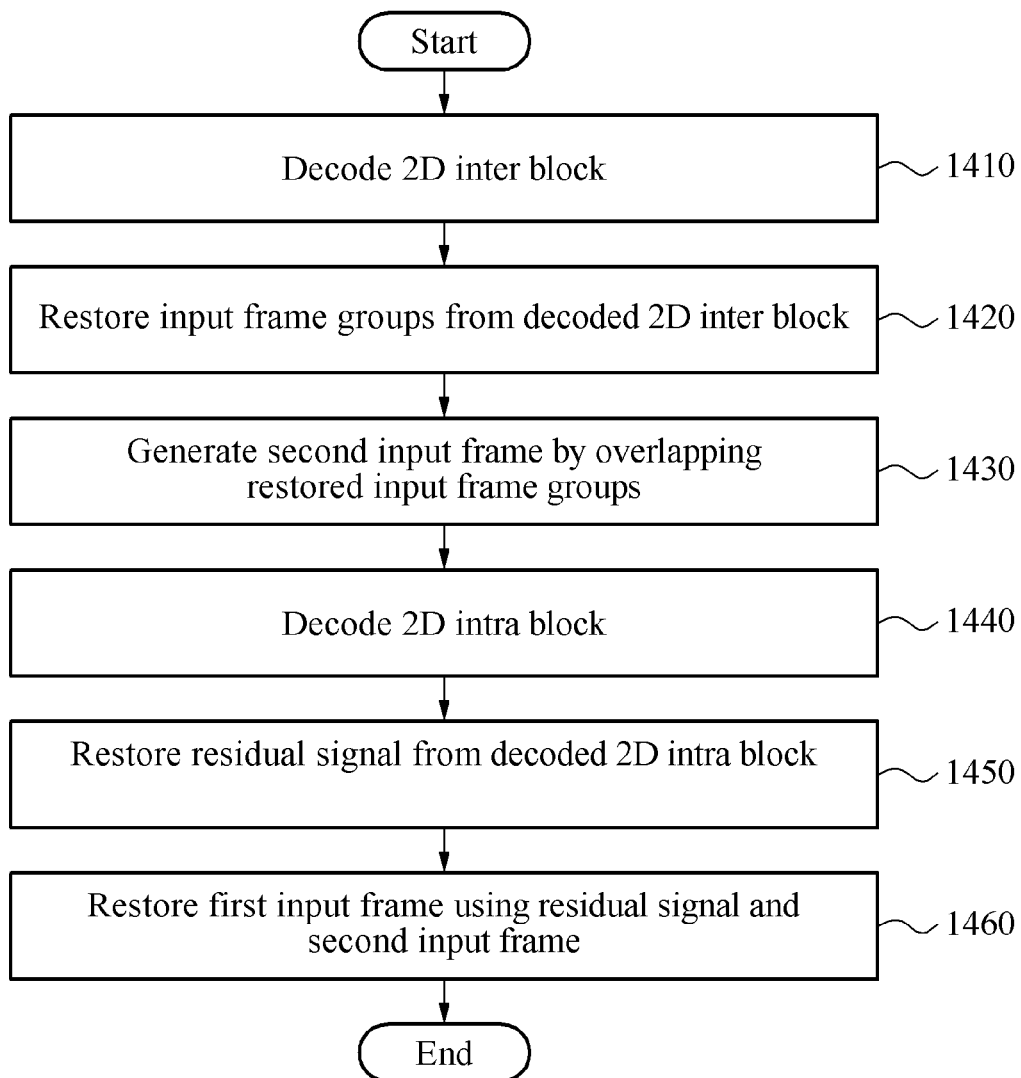 Start
Decode 2D inter block
1410
Restore input frame groups from decoded 2D inter block
1420
Generate second input frame by overlapping
restored input frame groups
1430
Decode 2D intra block
1440
Restore residual signal from decoded 2D intra block
1450
Restore first input frame using residual signal and
second input frame
1460
End